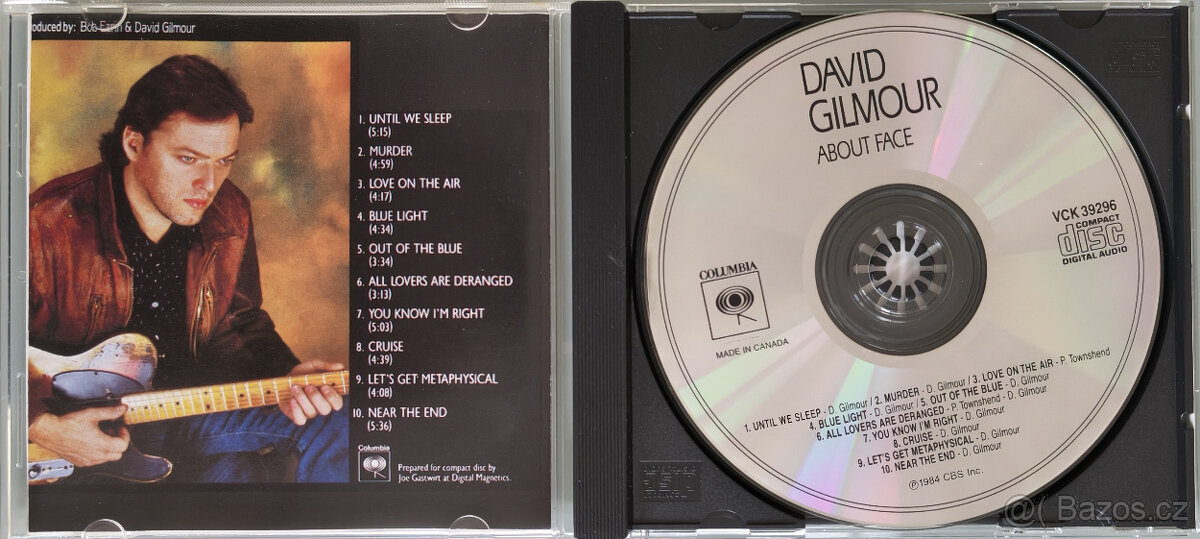 oduced by: Bob Ezrin & David Gilmour
1. UNTIL WE SLEEP
(5:15)
2. MURDER
(4:59)
3. LOVE ON THE AIR
(4:17)
4. BLUE LIGHT
(4:34)
5. OUT OF THE BLUE
(3:34)
6. ALL LOVERS ARE DERANGED
(3:13)
7. YOU KNOW I'M RIGHT
(5:03)
8. CRUISE
(4:39)
9. LET'S GET METAPHYSICAL
(4:08)
10. NEAR THE END
(5:36)
Columbia
Prepared for compact disc by
Joe Gastwirt at Digital Magnetics.
DAVID
GILMOUR
ABOUT FACE
VCK 39296
COMPACT
disc
DIGITAL AUDIO
COLUMBIA
MADE IN CANADA
1. UNTIL WE SLEEP - D. Gilmour / 2. MURDER - D. Gilmour / 3. LOVE ON THE AIR - P. Townshend
4. BLUE LIGHT - D. Gilmour / 5. OUT OF THE BLUE - D. Gilmour
6. ALL LOVERS ARE DERANGED - P. Townshend - D. Gilmour
7. YOU KNOW I'M RIGHT - D. Gilmour
8. CRUISE - D. Gilmour
9. LET'S GET METAPHYSICAL - D. Gilmour
10. NEAR THE END - D. Gilmour
℗1984 CBS Inc.
Bazos.cz